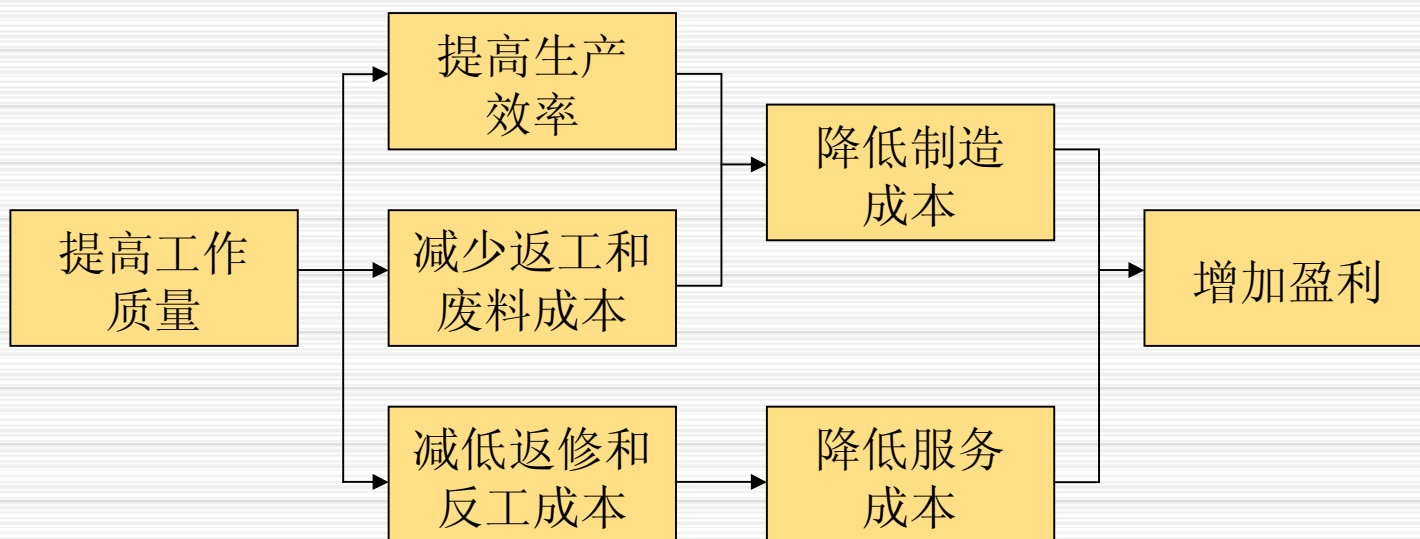 提高生产
效率
降低制造
成本
提高工作
质量
减少返工和
废料成本
增加盈利
减低返修和
反工成本
降低服务
成本